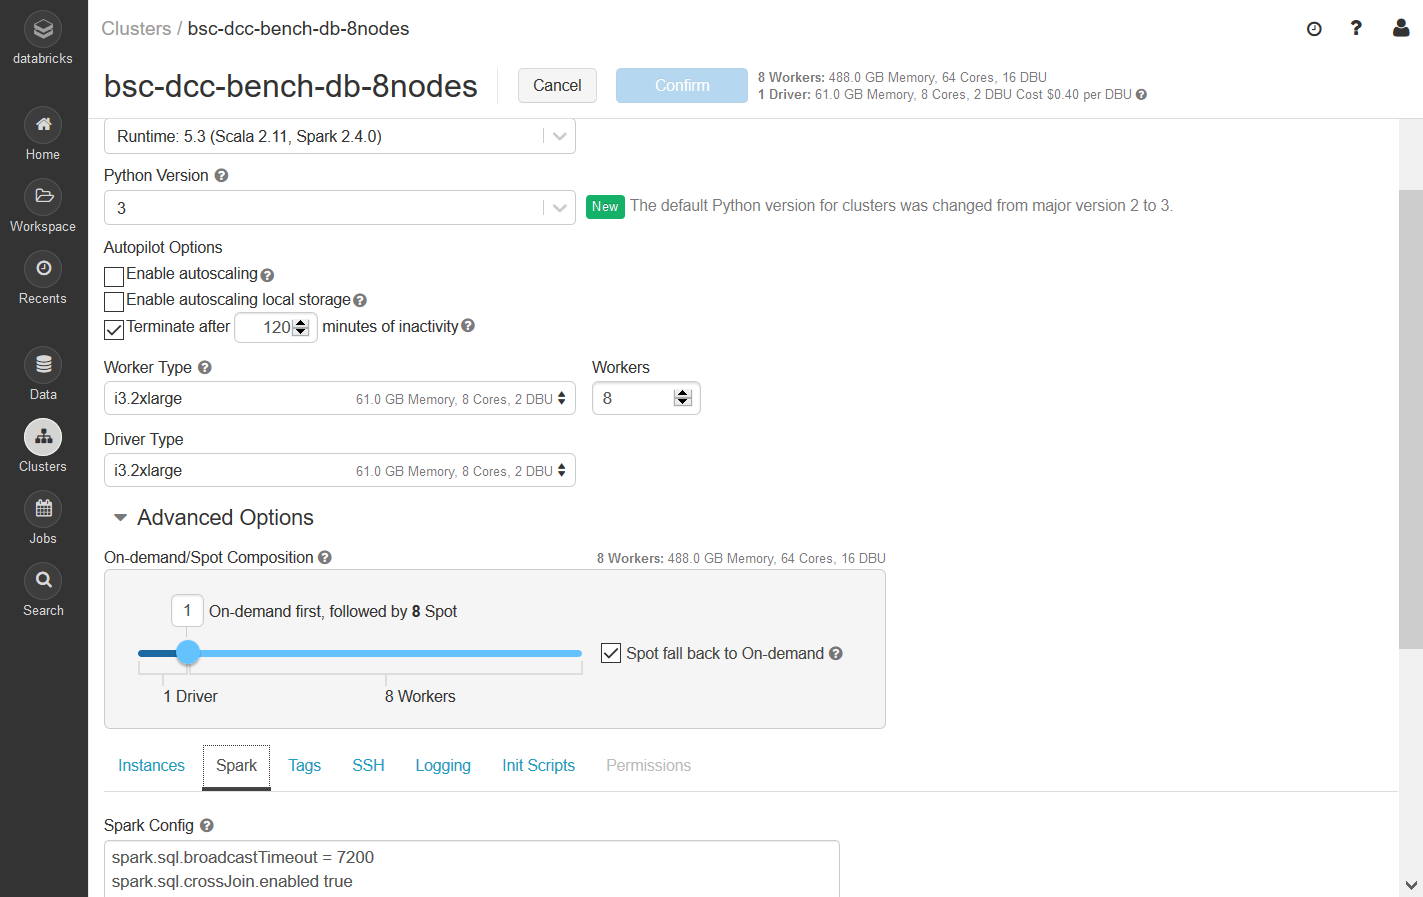 databricks
Home
Workspace
Recents
Data
Clusters
Jobs
Search
Clusters / bsc-dcc-bench-db-8nodes
bsc-dcc-bench-db-8nodes
Cancel
Confirm
8 Workers: 488.0 GB Memory, 64 Cores, 16 DBU
1 Driver: 61.0 GB Memory, 8 Cores, 2 DBU Cost $0.40 per DBU
Runtime: 5.3 (Scala 2.11, Spark 2.4.0)
Python Version
3
New The default Python version for clusters was changed from major version 2 to 3.
Autopilot Options
Enable autoscaling
Enable autoscaling local storage
Terminate after 120 minutes of inactivity
Worker Type
Workers
i3.2xlarge 61.0 GB Memory, 8 Cores, 2 DBU
8
Driver Type
i3.2xlarge 61.0 GB Memory, 8 Cores, 2 DBU
Advanced Options
On-demand/Spot Composition
8 Workers: 488.0 GB Memory, 64 Cores, 16 DBU
1 On-demand first, followed by 8 Spot
Spot fall back to On-demand
1 Driver
8 Workers
Instances Spark Tags SSH Logging Init Scripts Permissions
Spark Config
spark.sql.broadcastTimeout = 7200
spark.sql.crossJoin.enabled true